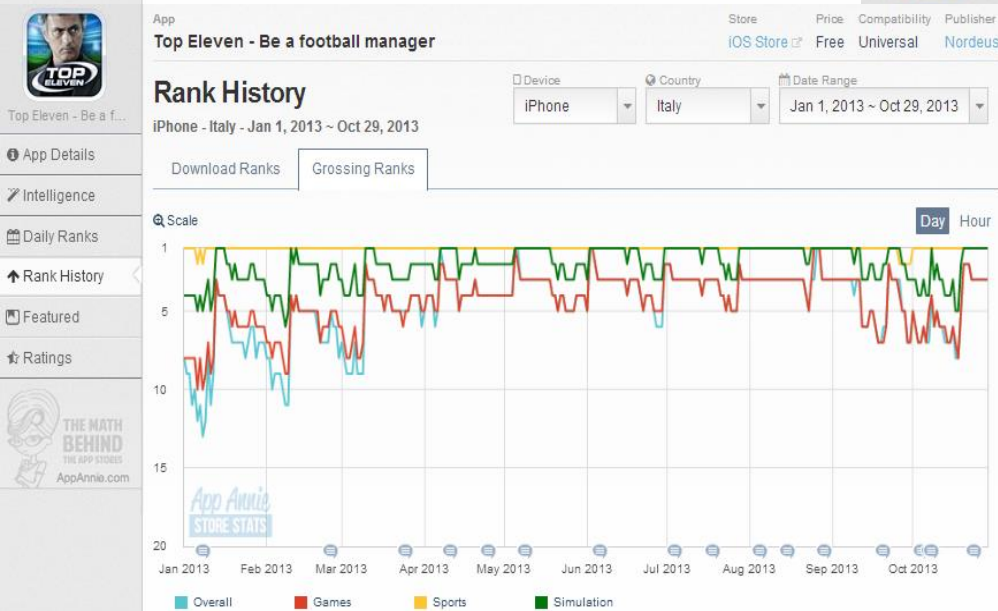 App
Store
Price
Compatibility
Publisher
Top Eleven - Be a football manager
iOS Store
Free
Universal
Nordeus
TOP
ELEVEN
Top Eleven - Be a f...
App Details
Intelligence
Daily Ranks
Rank History
Featured
Ratings
THE MATH
BEHIND
THE APP STORES
AppAnnie.com
Rank History
iPhone - Italy - Jan 1, 2013 ~ Oct 29, 2013
Device
Country
Date Range
iPhone
Italy
Jan 1, 2013 ~ Oct 29, 2013
Download Ranks
Grossing Ranks
Scale
Day
Hour
1
5
10
15
20
App Annie
STORE STATS
Jan 2013
Feb 2013
Mar 2013
Apr 2013
May 2013
Jun 2013
Jul 2013
Aug 2013
Sep 2013
Oct 2013
Overall
Games
Sports
Simulation